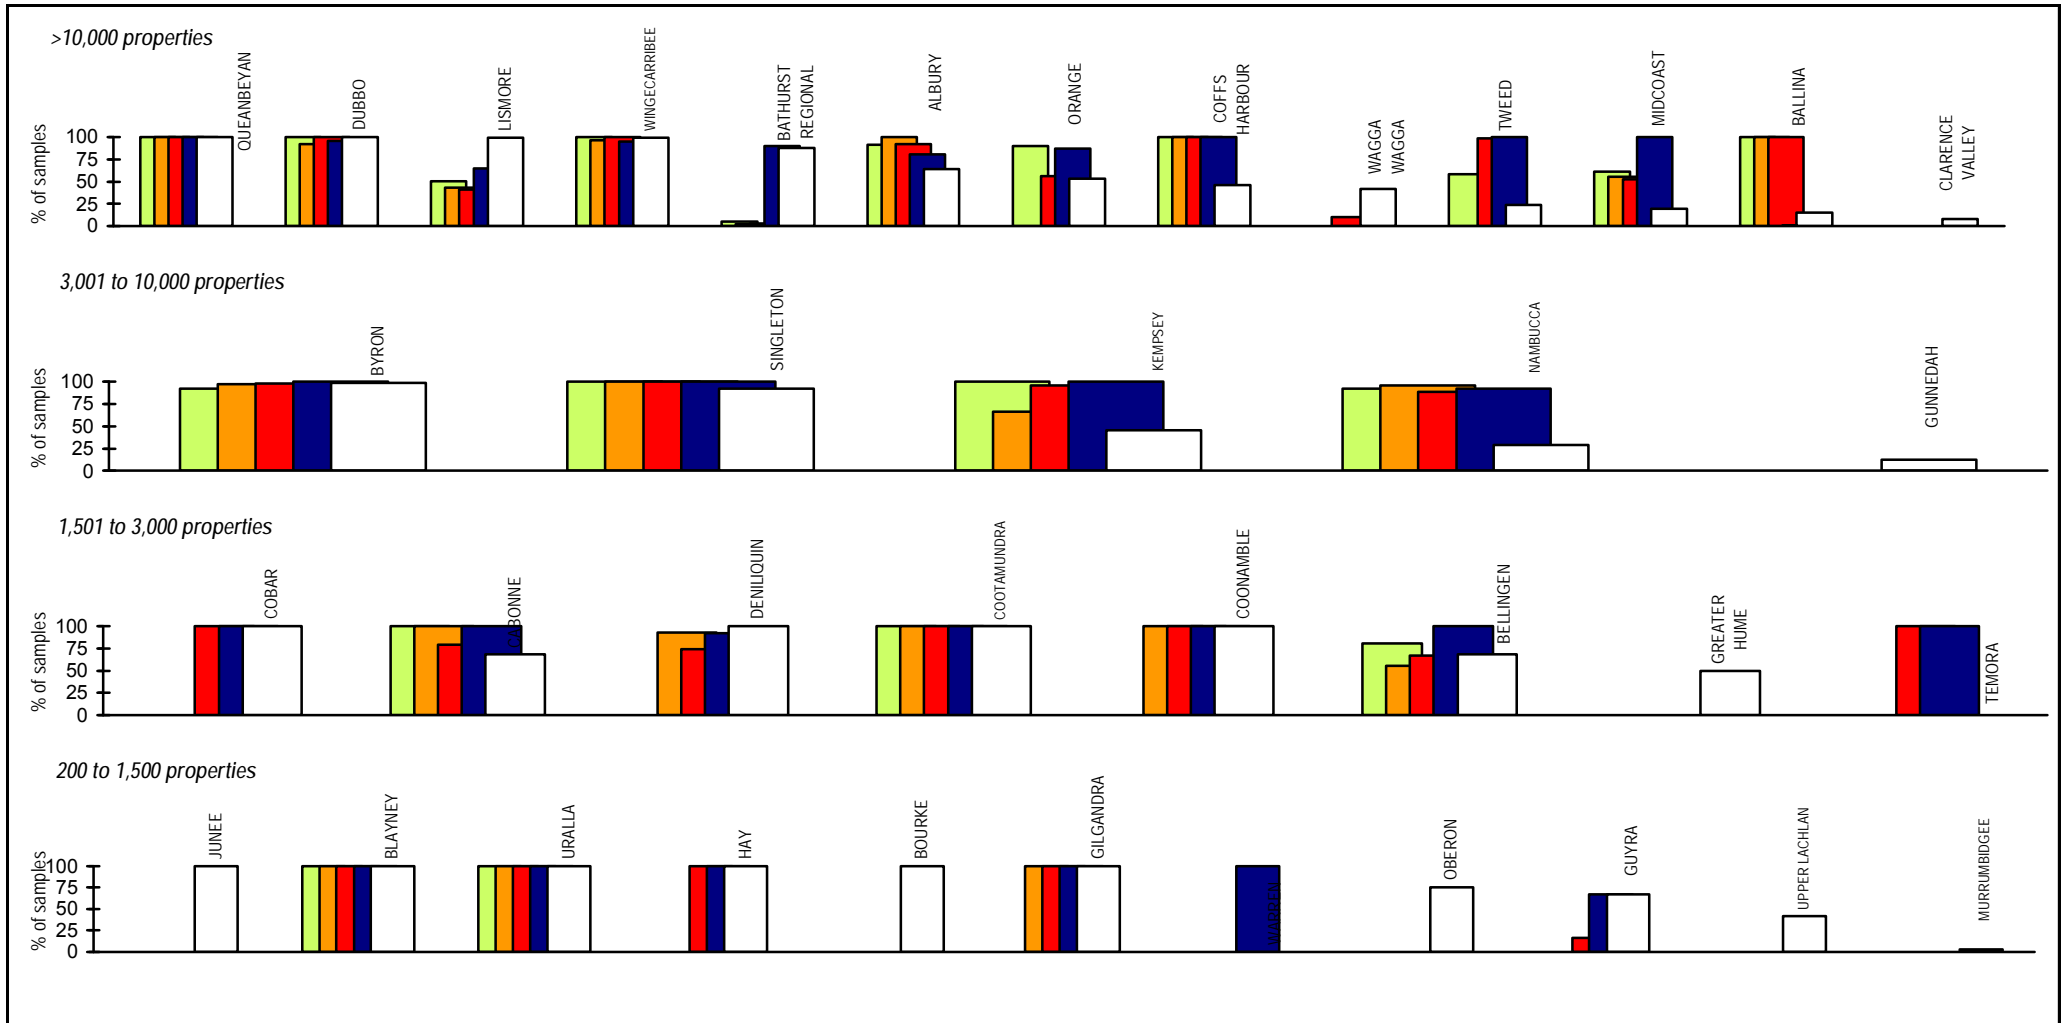 >10,000 properties
QUEANBEYAN
DUBBO
LISMORE
WINGECARRIBEE
BATHURST
REGIONAL
ALBURY
ORANGE
COFFS
HARBOUR
WAGGA
WAGGA
TWEED
MIDCOAST
BALLINA
CLARENCE
VALLEY
% of samples
100
75
50
25
0
3,001 to 10,000 properties
BYRON
SINGLETON
KEMPSEY
NAMBUCCA
GUNNEDAH
% of samples
100
75
50
25
0
1,501 to 3,000 properties
COBAR
CABONNE
DENILIQUIN
COOTAMUNDRA
COONAMBLE
BELLINGEN
GREATER
HUME
TEMORA
% of samples
100
75
50
25
0
200 to 1,500 properties
JUNEE
BLAYNEY
URALLA
HAY
BOURKE
GILGANDRA
WARREN
OBERON
GUYRA
UPPER LACHLAN
MURRUMBIDGEE
% of samples
100
75
50
25
0